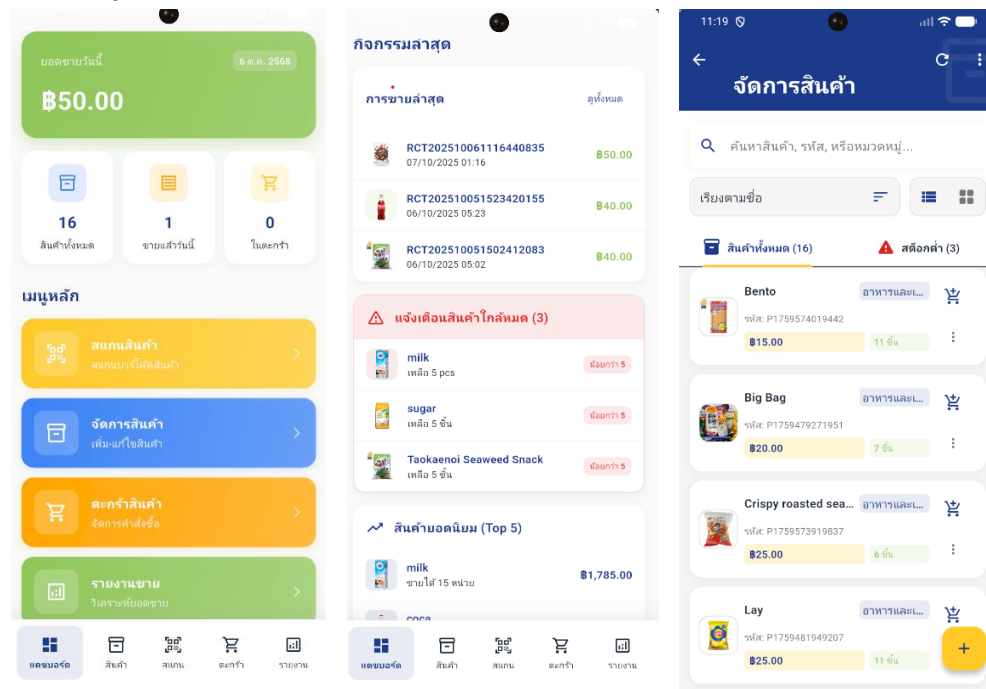 ยอดขายวันนี้
6 ต.ค. 2568
฿50.00
16
สินค้าทั้งหมด
1
ขายแล้ววันนี้
0
ในตะกร้า
เมนูหลัก
สแกนสินค้า
สแกนบาร์โค้ดสินค้า
จัดการสินค้า
เพิ่ม-แก้ไขสินค้า
ตะกร้าสินค้า
จัดการคำสั่งซื้อ
รายงานขาย
วิเคราะห์ยอดขาย
แดชบอร์ด
สินค้า
สแกน
ตะกร้า
รายงาน
กิจกรรมล่าสุด
การขายล่าสุด
ดูทั้งหมด
RCT202510061116440835
฿50.00
07/10/2025 01:16
RCT202510051523420155
฿40.00
06/10/2025 05:23
RCT202510051502412083
฿40.00
06/10/2025 05:02
แจ้งเตือนสินค้าใกล้หมด (3)
milk
เหลือ 5 pcs
น้อยกว่า 5
sugar
เหลือ 5 ชิ้น
น้อยกว่า 5
Taokaenoi Seaweed Snack
เหลือ 5 ชิ้น
น้อยกว่า 5
สินค้ายอดนิยม (Top 5)
milk
ขายได้ 15 หน่วย
฿1,785.00
coca
แดชบอร์ด
สินค้า
สแกน
ตะกร้า
รายงาน
11:19
จัดการสินค้า
ค้นหาสินค้า, รหัส, หรือหมวดหมู่...
เรียงตามชื่อ
สินค้าทั้งหมด (16)
สต็อกต่ำ (3)
Bento
อาหารและเ...
รหัส: P1759574019442
฿15.00
11 ชิ้น
Big Bag
อาหารและเ...
รหัส: P1759479271951
฿20.00
7 ชิ้น
Crispy roasted sea...
อาหารและเ...
รหัส: P1759573919837
฿25.00
6 ชิ้น
Lay
อาหารและเ...
รหัส: P1759481949207
฿25.00
11 ชิ้น